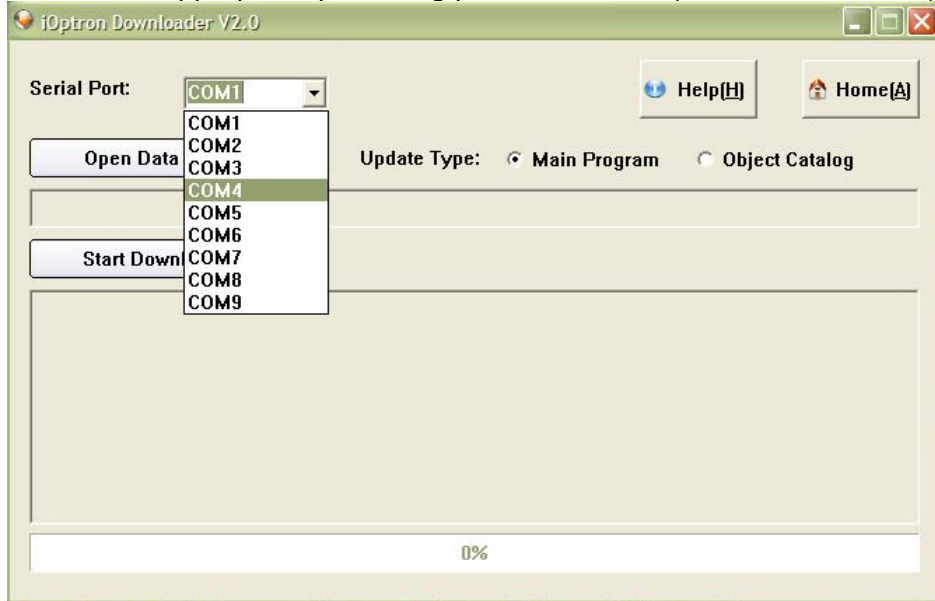 iOptron Downloader V2.0
Serial Port: COM1 Help(H) Home(A)
COM1
Open Data COM2 Update Type: Main Program Object Catalog
COM3
COM4
COM5
COM6
Start Downl COM7
COM8
COM9
0%